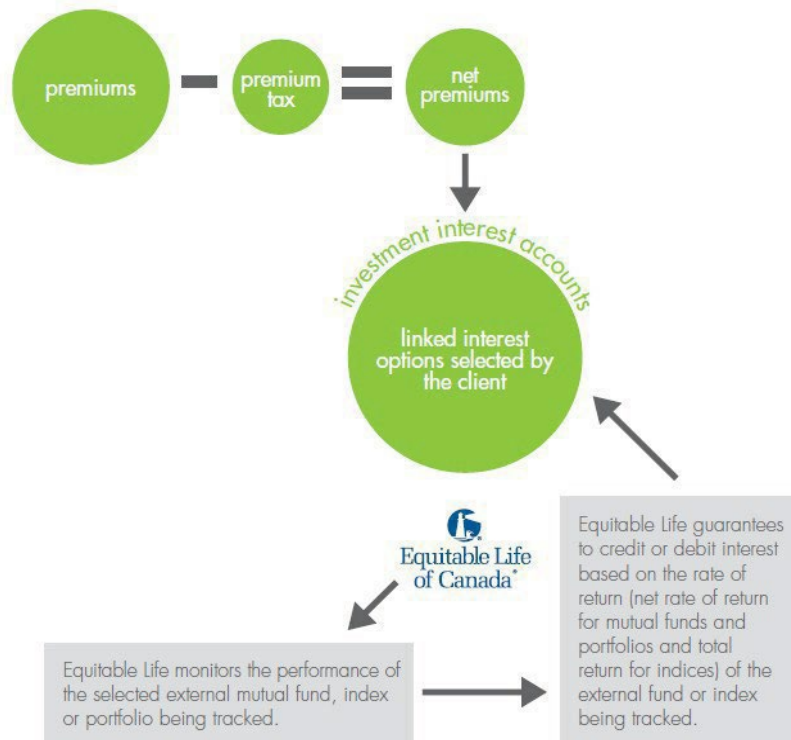 premiums
premium
tax
net
premiums
investment interest accounts
linked interest
options selected by
the client
Equitable Life
of Canada®
Equitable Life monitors the performance of
the selected external mutual fund, index
or portfolio being tracked.
Equitable Life guarantees
to credit or debit interest
based on the rate of
return (net rate of return
for mutual funds and
portfolios and total
return for indices) of the
external fund or index
being tracked.